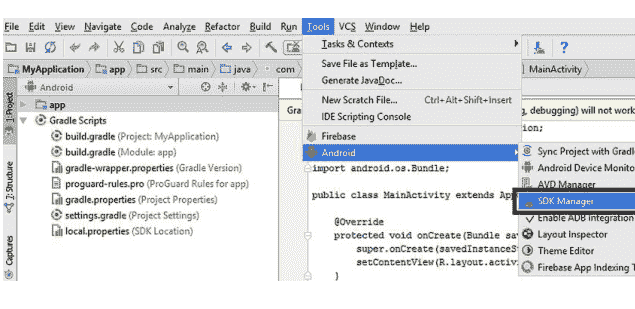 File Edit View Navigate Code Analyze Refactor Build Run Tools VCS Window Help
MyApplication app src main java com MainActivity
Android
1: Project
7: Structure
Captures
app
Gradle Scripts
build.gradle (Project: MyApplication)
build.gradle (Module: app)
gradle-wrapper.properties (Gradle Version)
proguard-rules.pro (ProGuard Rules for app)
gradle.properties (Project Properties)
settings.gradle (Project Settings)
local.properties (SDK Location)
Tasks & Contexts
Save File as Template...
Generate JavaDoc...
New Scratch File... Ctrl+Alt+Shift+Insert
IDE Scripting Console
Firebase
Android
Sync Project with Gradl
Android Device Monito
AVD Manager
SDK Manager
Enable ADB Integration
Layout Inspector
Theme Editor
Firebase App Indexing T
Gra
, debugging) will not work
ion;
import android.os.Bundle;
public class MainActivity extends App
@Override
protected void onCreate(Bundle sa
super.onCreate(savedInstanceS
setContentView(R.layout.activ
}